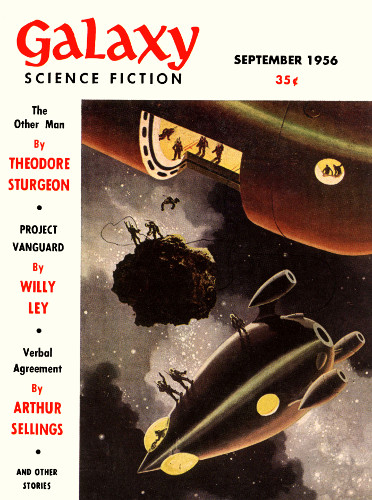 Galaxy
SCIENCE FICTION
SEPTEMBER 1956
35¢
The
Other Man
By
THEODORE
STURGEON
•
PROJECT
VANGUARD
By
WILLY
LEY
•
Verbal
Agreement
By
ARTHUR
SELLINGS
•
AND OTHER
STORIES